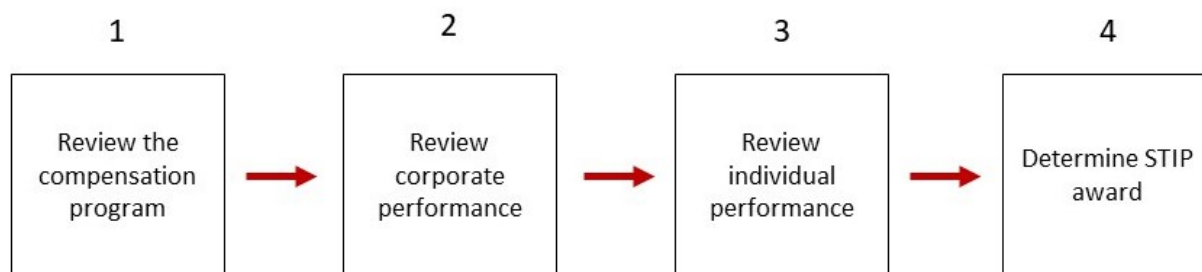 1
2
3
4
Review the
compensation
program
Review
corporate
performance
Review
individual
performance
Determine STIP
award